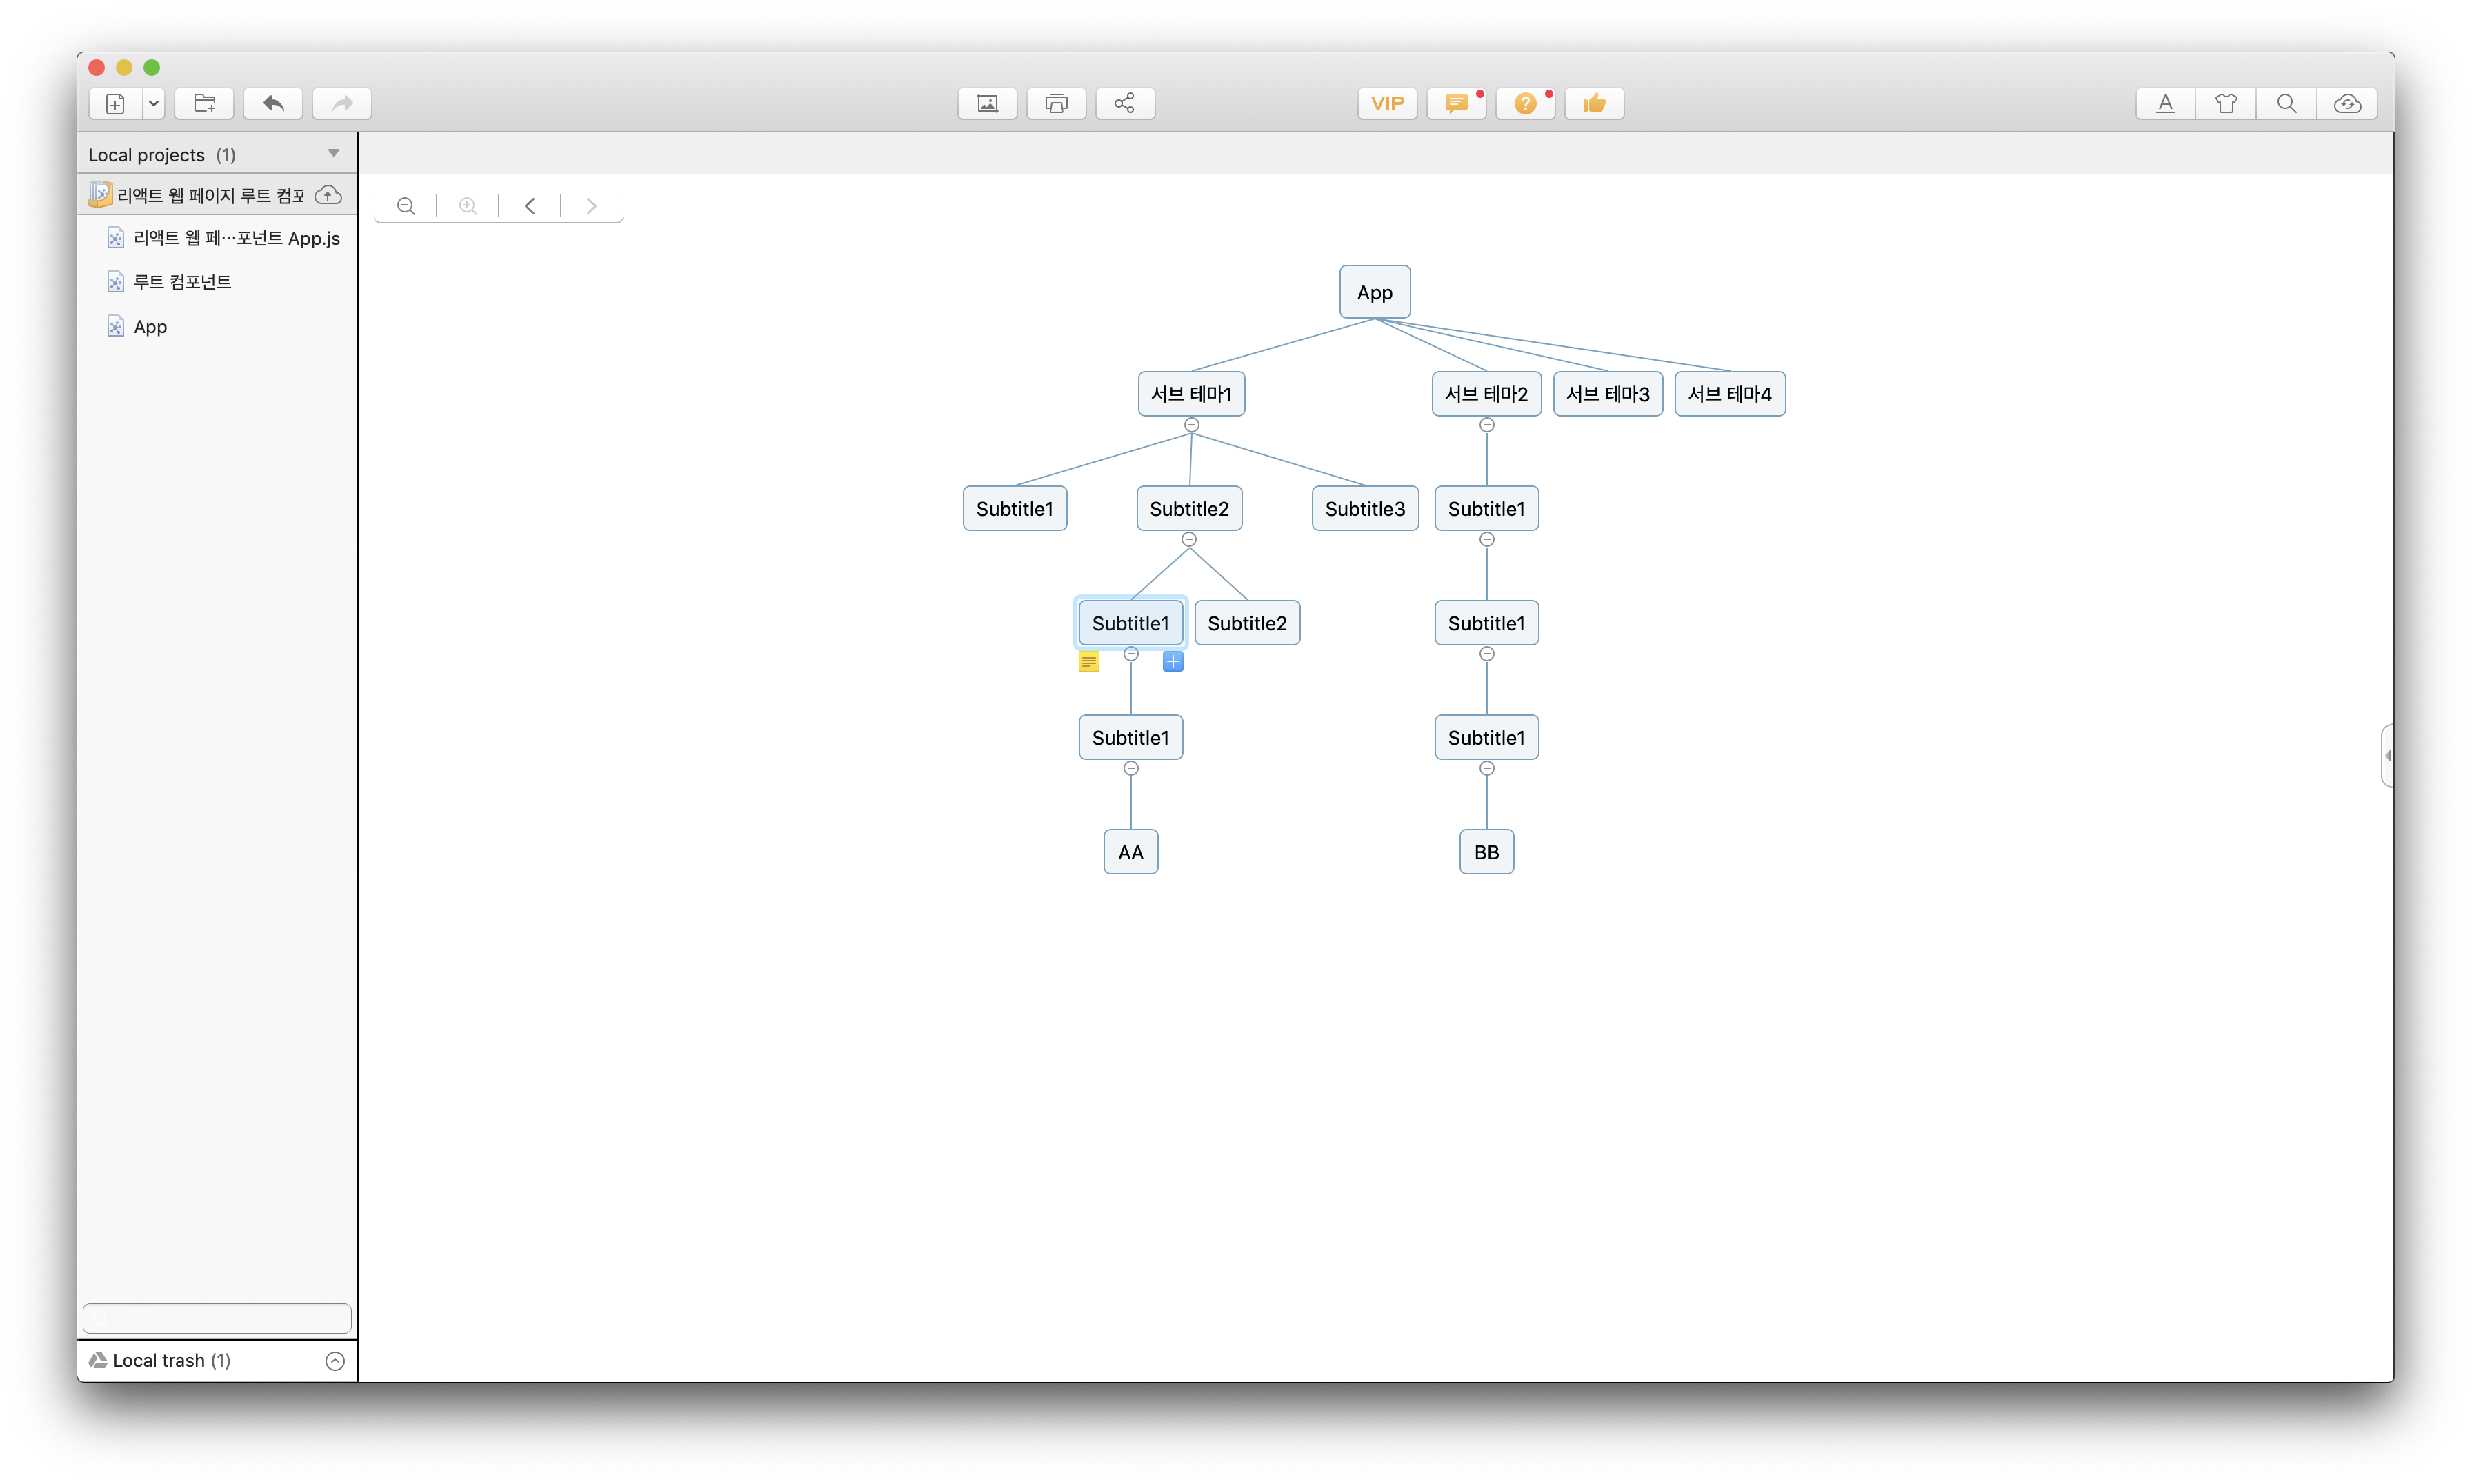 VIP
Local projects (1)
리액트 웹 페이지 루트 컴포
리액트 웹 페…포넌트 App.js
루트 컴포넌트
App
App
서브 테마1
서브 테마2
서브 테마3
서브 테마4
Subtitle1
Subtitle2
Subtitle3
Subtitle1
Subtitle1
Subtitle2
Subtitle1
Subtitle1
Subtitle1
AA
BB
Local trash (1)